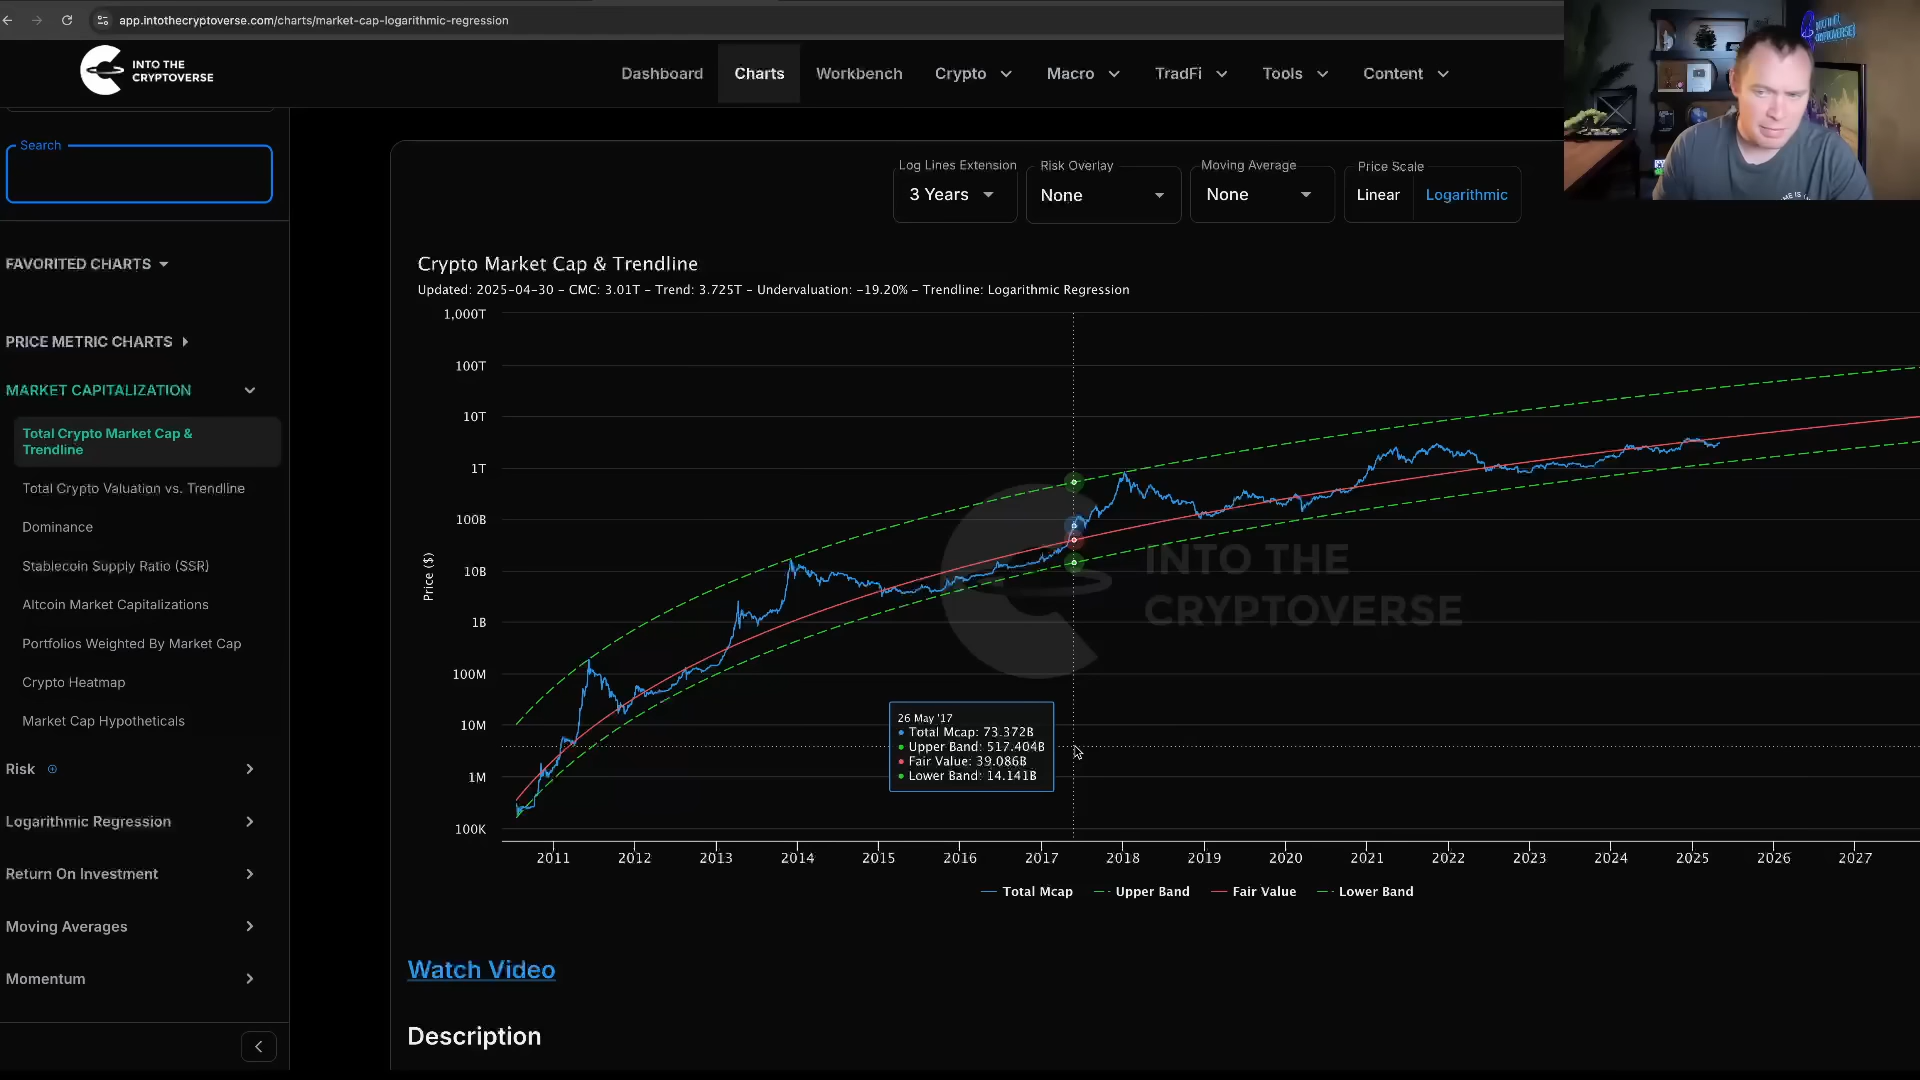 app.intothecryptoverse.com/charts/market-cap-logarithmic-regression
INTO THE
CRYPTOVERSE
Dashboard
Charts
Workbench
Crypto
Macro
TradFi
Tools
Content
Search
FAVORITED CHARTS
PRICE METRIC CHARTS
MARKET CAPITALIZATION
Total Crypto Market Cap &
Trendline
Total Crypto Valuation vs. Trendline
Dominance
Stablecoin Supply Ratio (SSR)
Altcoin Market Capitalizations
Portfolios Weighted By Market Cap
Crypto Heatmap
Market Cap Hypotheticals
Risk
Logarithmic Regression
Return On Investment
Moving Averages
Momentum
Log Lines Extension
3 Years
Risk Overlay
None
Moving Average
None
Price Scale
Linear
Logarithmic
Crypto Market Cap & Trendline
Updated: 2025-04-30 - CMC: 3.01T - Trend: 3.725T - Undervaluation: -19.20% - Trendline: Logarithmic Regression
1,000T
100T
10T
1T
100B
10B
1B
100M
10M
1M
100K
Price ($)
INTO THE
CRYPTOVERSE
26 May '17
Total Mcap: 73.372B
Upper Band: 517.404B
Fair Value: 39.086B
Lower Band: 14.141B
2011 2012 2013 2014 2015 2016 2017 2018 2019 2020 2021 2022 2023 2024 2025 2026 2027
Total Mcap
Upper Band
Fair Value
Lower Band
Watch Video
Description